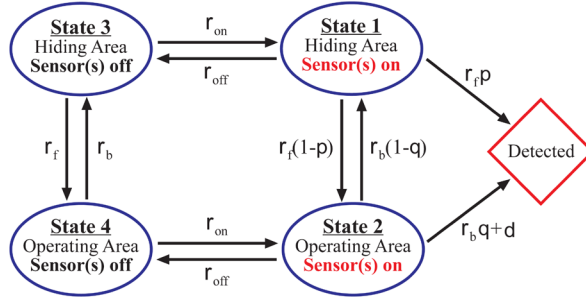 State 3
Hiding Area
Sensor(s) off
r_on
r_off
State 1
Hiding Area
Sensor(s) on
r_f p
r_f
r_b
r_f(1-p)
r_b(1-q)
Detected
State 4
Operating Area
Sensor(s) off
r_on
r_off
State 2
Operating Area
Sensor(s) on
r_b q+d